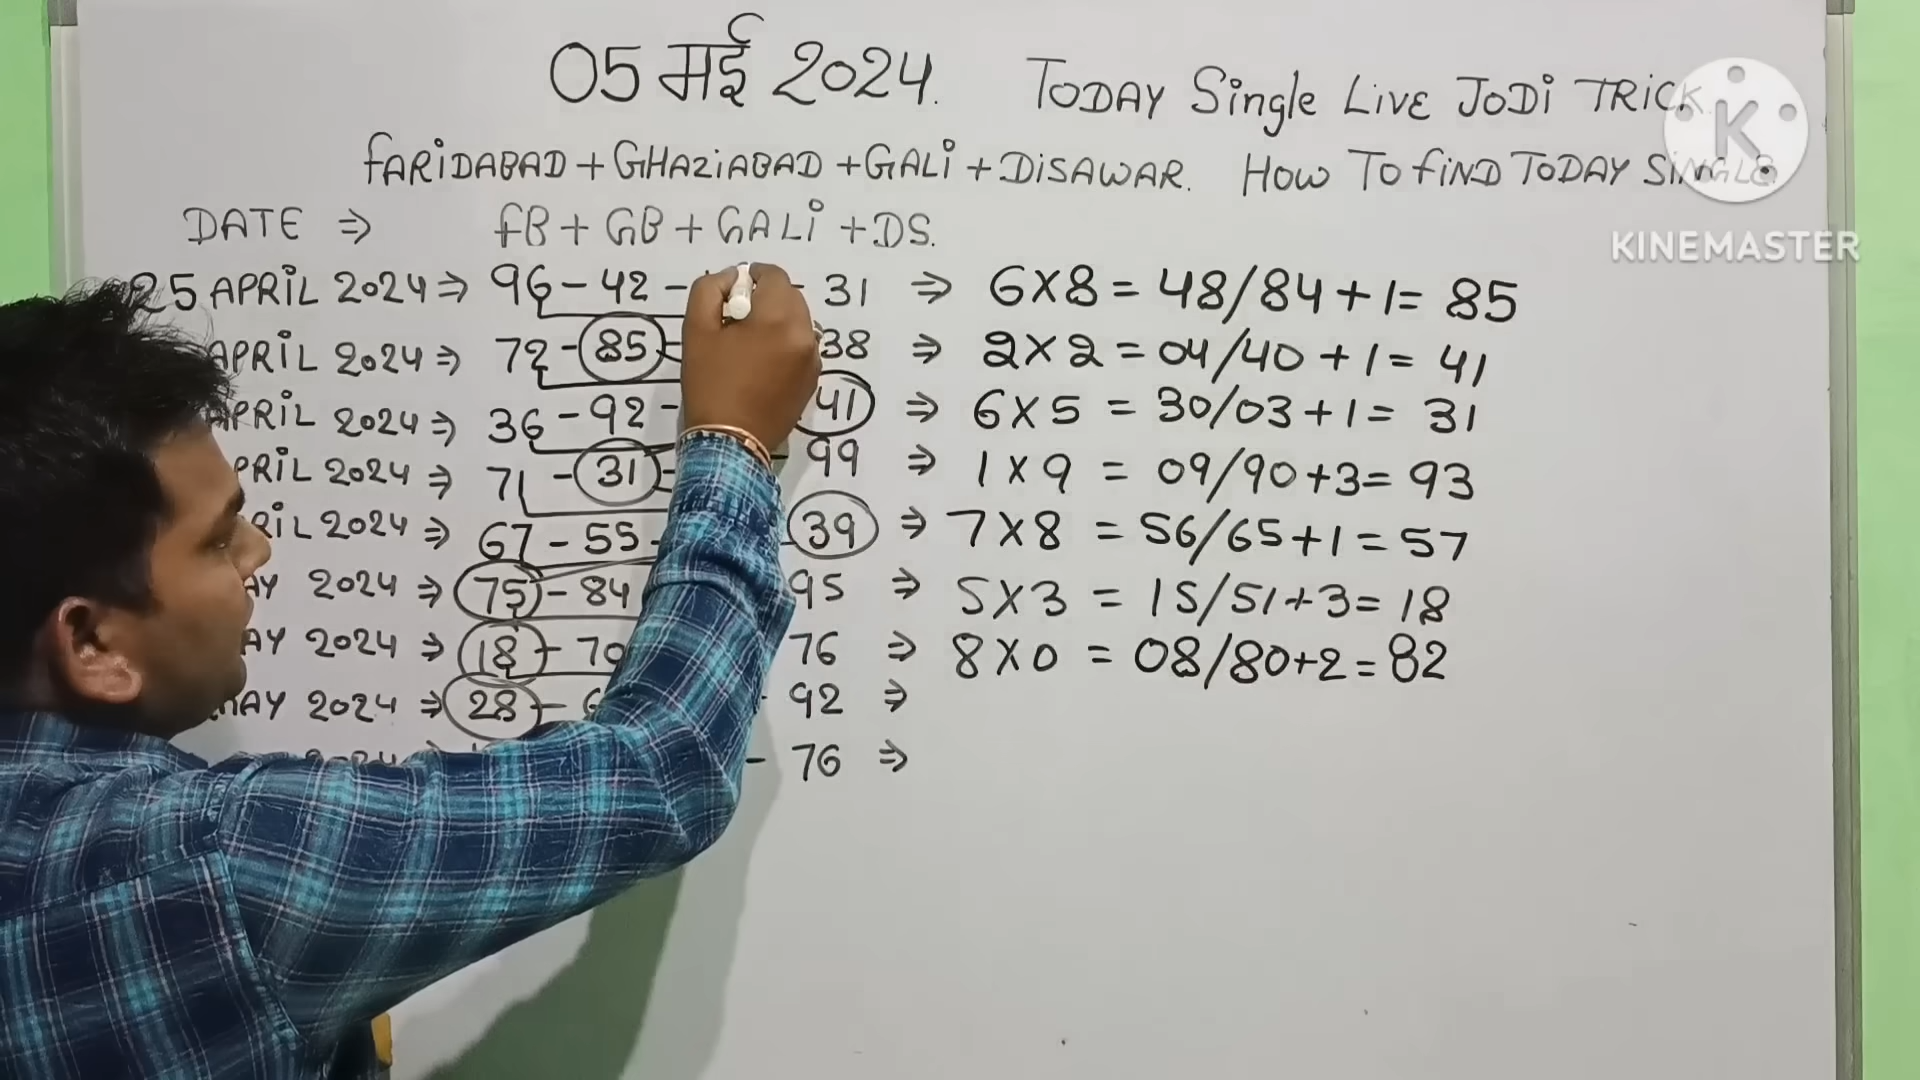 05 मई 2024. TODAY Single LIVE JODi TRiCK
FARiDABAD + GHAZiABAD + GALi + DiSAWAR. HOW TO FiND TODAY SiNGLE
DATE ⇒ FB + GB + GALi + DS.
KINEMASTER
25 APRiL 2024 ⇒ 96 - 42 - - 31 ⇒ 6X8 = 48/84 + 1 = 85
APRiL 2024 ⇒ 72 - 85 - 38 ⇒ 2X2 = 04/40 + 1 = 41
APRiL 2024 ⇒ 36 - 92 - 41 ⇒ 6X5 = 30/03 + 1 = 31
PRiL 2024 ⇒ 71 - 31 - - 99 ⇒ 1X9 = 09/90 + 3 = 93
RiL 2024 ⇒ 67 - 55 - - 39 ⇒ 7X8 = 56/65 + 1 = 57
AY 2024 ⇒ 75 - 84 95 ⇒ 5X3 = 15/51 + 3 = 18
AY 2024 ⇒ 18 - 70 76 ⇒ 8X0 = 08/80 + 2 = 82
MAY 2024 ⇒ 28 - - 92 ⇒
- 76 ⇒